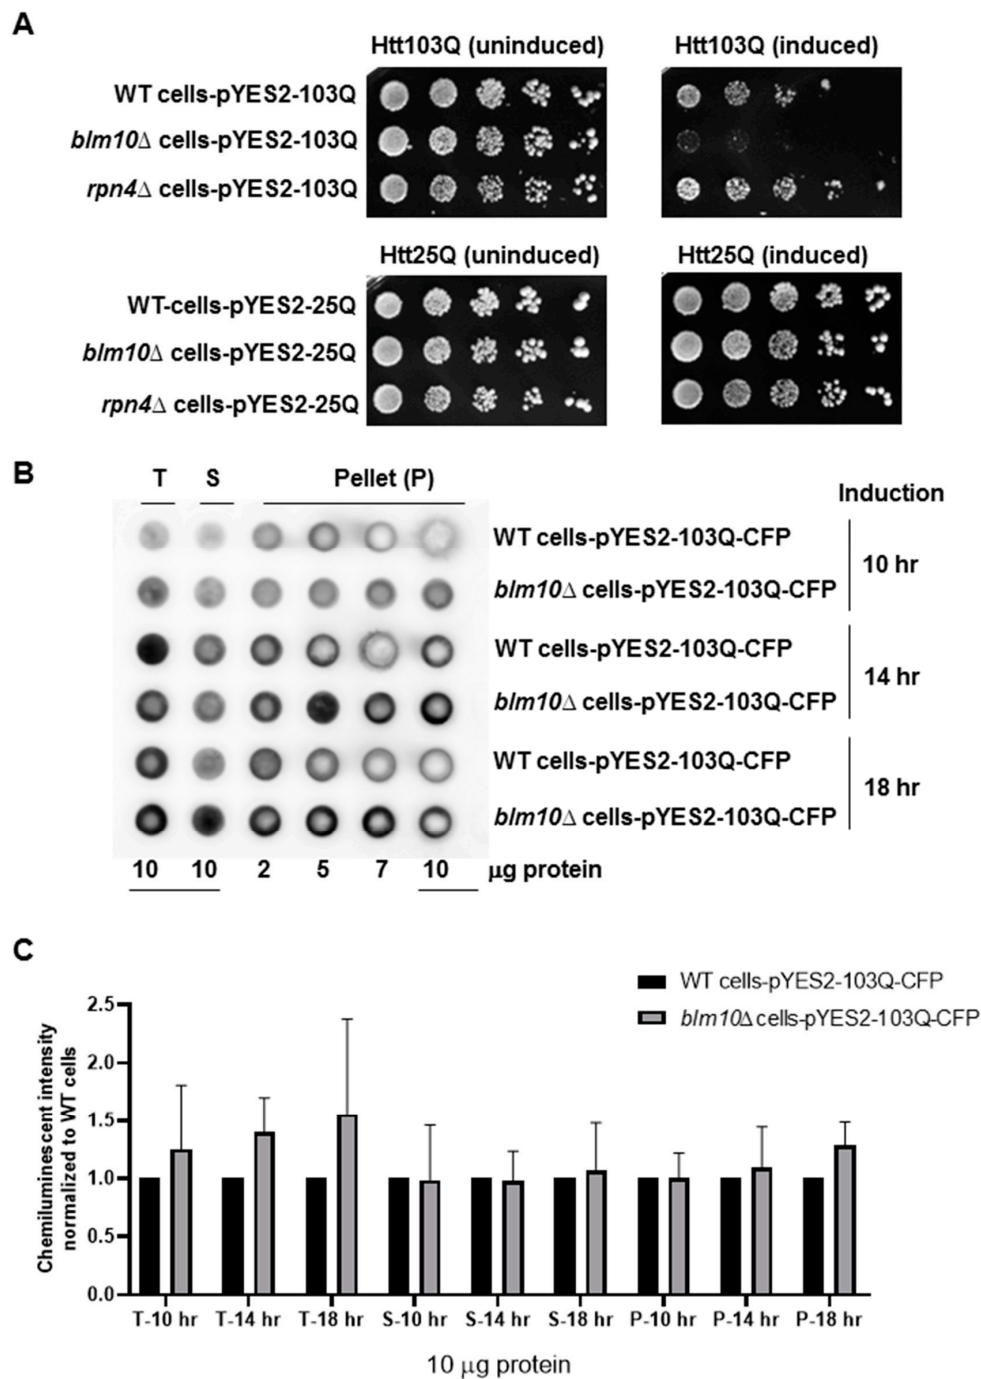 A
Htt103Q (uninduced)
Htt103Q (induced)
WT cells-pYES2-103Q
blm10Δ cells-pYES2-103Q
rpn4Δ cells-pYES2-103Q
Htt25Q (uninduced)
Htt25Q (induced)
WT-cells-pYES2-25Q
blm10Δ cells-pYES2-25Q
rpn4Δ cells-pYES2-25Q
B
T S Pellet (P)
Induction
WT cells-pYES2-103Q-CFP
blm10Δ cells-pYES2-103Q-CFP
10 hr
WT cells-pYES2-103Q-CFP
blm10Δ cells-pYES2-103Q-CFP
14 hr
WT cells-pYES2-103Q-CFP
blm10Δ cells-pYES2-103Q-CFP
18 hr
10 10 2 5 7 10 μg protein
C
WT cells-pYES2-103Q-CFP
blm10Δ cells-pYES2-103Q-CFP
Chemiluminescent intensity
normalized to WT cells
2.5
2.0
1.5
1.0
0.5
0.0
T-10 hr T-14 hr T-18 hr S-10 hr S-14 hr S-18 hr P-10 hr P-14 hr P-18 hr
10 μg protein